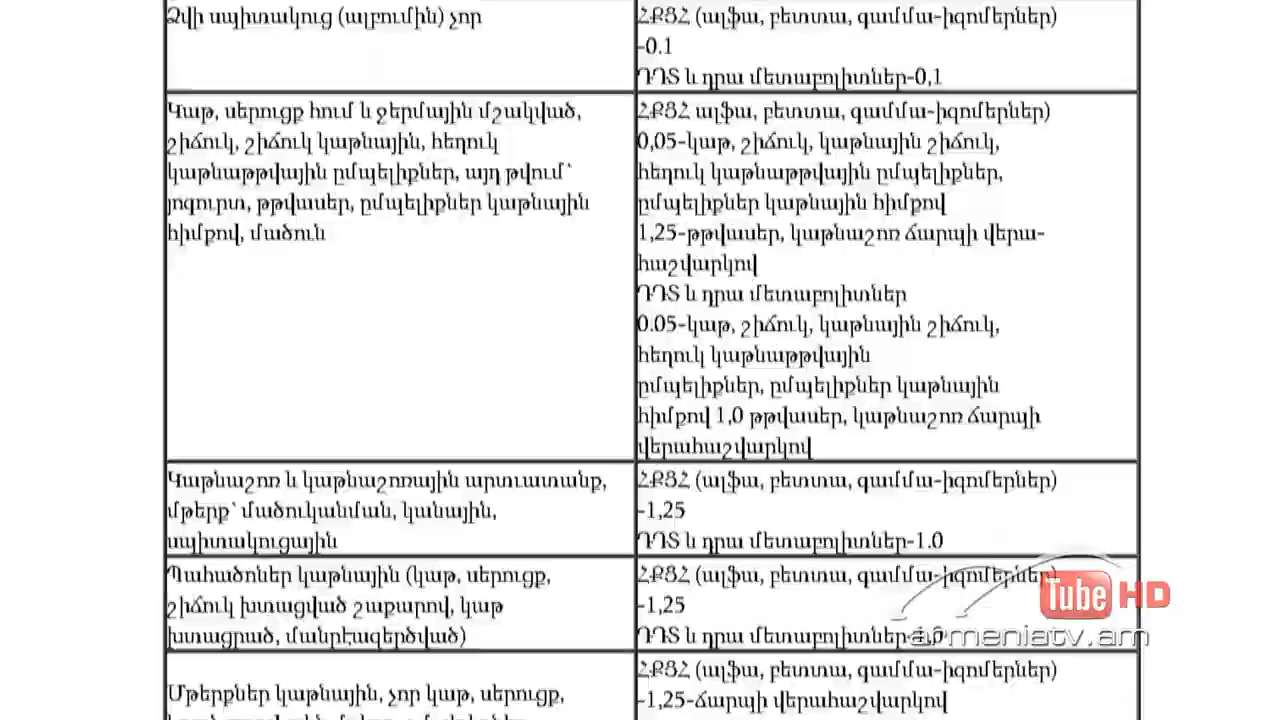 Ձվի սպիտակուց (ալբումին) չոր
ՀՔՑՀ (ալֆա, բետտա, գամմա-իզոմերներ)
-0.1
ԴԴՏ և դրա մետաբոլիտներ-0,1
Կաթ, սերուցք հում և ջերմային մշակված,
շիճուկ, շիճուկ կաթնային, հեղուկ
կաթնաթթվային ըմպելիքներ, այդ թվում՝
յոգուրտ, թթվասեր, ըմպելիքներ կաթնային
հիմքով, մածուն
ՀՔՑՀ ալֆա, բետտա, գամմա-իզոմերներ)
0,05-կաթ, շիճուկ, կաթնային շիճուկ,
հեղուկ կաթնաթթվային ըմպելիքներ,
ըմպելիքներ կաթնային հիմքով
1,25-թթվասեր, կաթնաշոռ ճարպի վերա-
հաշվարկով
ԴԴՏ և դրա մետաբոլիտներ
0.05-կաթ, շիճուկ, կաթնային շիճուկ,
հեղուկ կաթնաթթվային
ըմպելիքներ, ըմպելիքներ կաթնային
հիմքով 1,0 թթվասեր, կաթնաշոռ ճարպի
վերահաշվարկով
Կաթնաշոռ և կաթնաշոռային արտւատանք,
մթերք՝ մածուկանման, կանային,
սպիտակուցային
ՀՔՑՀ (ալֆա, բետտա, գամմա-իզոմերներ)
-1,25
ԴԴՏ և դրա մետաբոլիտներ-1.0
Պահածոներ կաթնային (կաթ, սերուցք,
շիճուկ խտացված շաքարով, կաթ
խտացրած, մանրէազերծված)
ՀՔՑՀ (ալֆա, բետտա, գամմա-իզոմերներ)
-1,25
ԴԴՏ և դրա մետաբոլիտներ-1,0
Մթերքներ կաթնային, չոր կաթ, սերուցք,
ՀՔՑՀ (ալֆա, բետտա, գամմա-իզոմերներ)
-1,25-ճարպի վերահաշվարկով
Tube HD
armeniatv.am